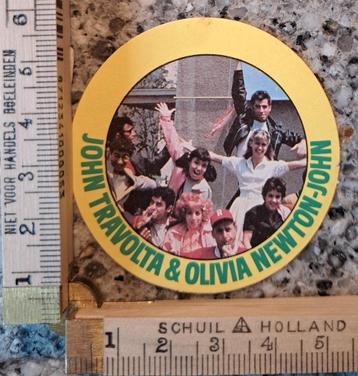 JOHN TRAVOLTA & OLIVIA NEWTON-JOHN
NIET VOOR HANDELS DOELEINDEN
1 2 3 4 5 6
SCHUIL HOLLAND
1 2 3 4 5